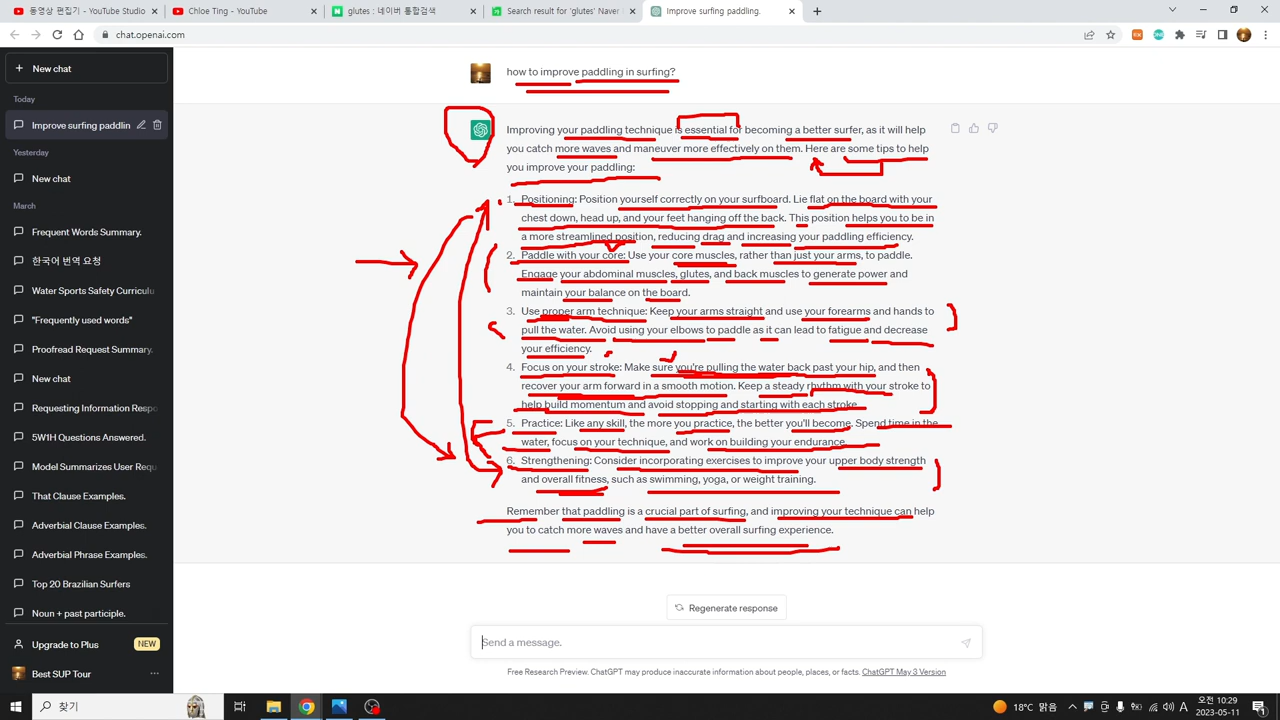 동영상 편집기 - YouTube Studio
Chloe Ting - YouTube
glutes : 네이버 통합검색
Search result for 'glutes' Naver
Improve surfing paddling.
chat.openai.com
New chat
Today
Improve surfing paddlin
Yesterday
New chat
March
Frequent Words Summary.
한국어 번역 요청
Water Sports Safety Curriculu
"Frequently used words"
Proofread Request Summary.
New chat
Requesting Information Respo
5W1H Questions Answered.
Model Summarizes User Requ
That Clause Examples.
Adverbial Clause Examples.
Adverbial Phrase Examples.
Top 20 Surfing Words
Noun + past participle.
Upgrade to Plus NEW
Best SUP Tour
how to improve paddling in surfing?
Improving your paddling technique is essential for becoming a better surfer, as it will help
you catch more waves and maneuver more effectively on them. Here are some tips to help
you improve your paddling:
1. Positioning: Position yourself correctly on your surfboard. Lie flat on the board with your
chest down, head up, and your feet hanging off the back. This position helps you to be in
a more streamlined position, reducing drag and increasing your paddling efficiency.
2. Paddle with your core: Use your core muscles, rather than just your arms, to paddle.
Engage your abdominal muscles, glutes, and back muscles to generate power and
maintain your balance on the board.
3. Use proper arm technique: Keep your arms straight and use your forearms and hands to
pull the water. Avoid using your elbows to paddle as it can lead to fatigue and decrease
your efficiency.
4. Focus on your stroke: Make sure you're pulling the water back past your hip, and then
recover your arm forward in a smooth motion. Keep a steady rhythm with your stroke to
help build momentum and avoid stopping and starting with each stroke.
5. Practice: Like any skill, the more you practice, the better you'll become. Spend time in the
water, focus on your technique, and work on building your endurance.
6. Strengthening: Consider incorporating exercises to improve your upper body strength
and overall fitness, such as swimming, yoga, or weight training.
Remember that paddling is a crucial part of surfing, and improving your technique can help
you to catch more waves and have a better overall surfing experience.
Regenerate response
Send a message.
Free Research Preview. ChatGPT may produce inaccurate information about people, places, or facts. ChatGPT May 3 Version
찾기
18°C 맑음
A
오전 10:29
2023-05-11